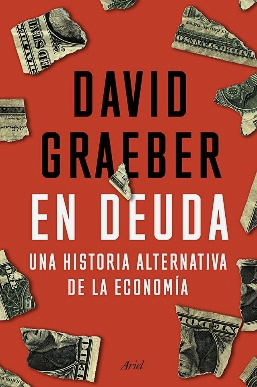 DAVID
GRAEBER
EN DEUDA
UNA HISTORIA ALTERNATIVA
DE LA ECONOMÍA
Ariel